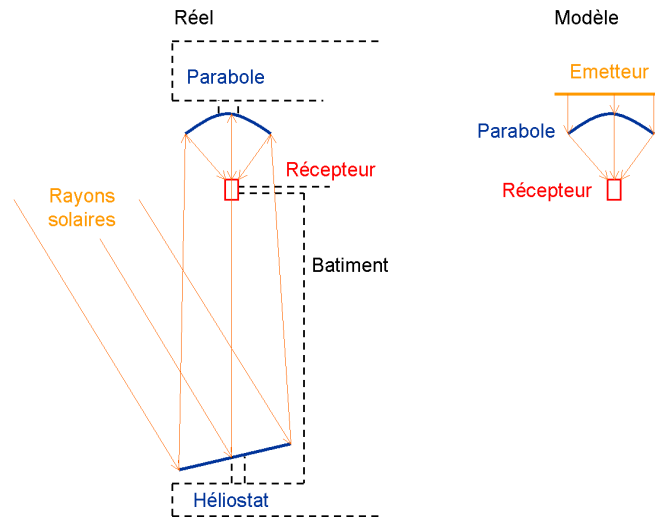 Réel
Modèle
Parabole
Emetteur
Parabole
Récepteur
Récepteur
Rayons
solaires
Batiment
Héliostat